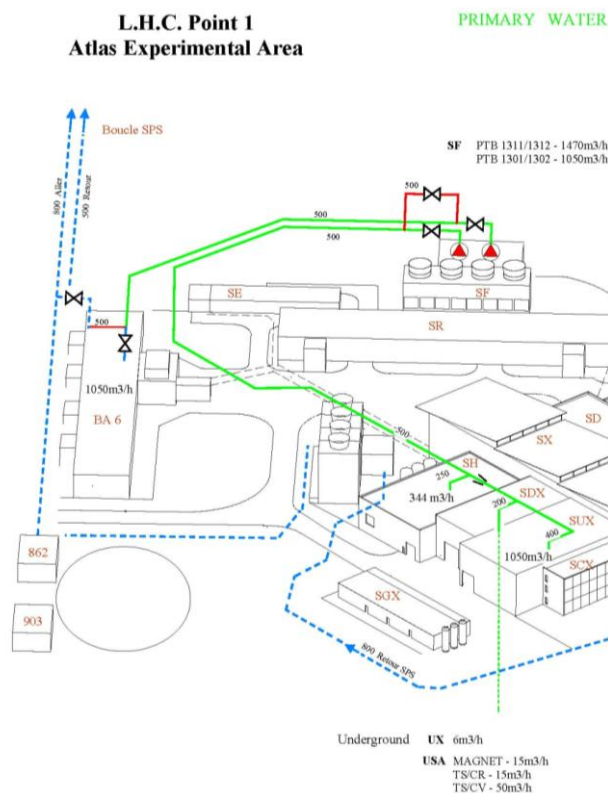 L.H.C. Point 1
Atlas Experimental Area
PRIMARY WATER
Boucle SPS
SF PTB 1311/1312 - 1470m3/h
PTB 1301/1302 - 1050m3/h
800 Aller
500 Retour
500
500
500
SE
SF
SR
500
1050m3/h
BA 6
SD
SX
500
SH
250
344 m3/h
SDX
200
SUX
400
1050m3/h
SCX
862
903
SGX
800 Retour SPS
Underground UX 6m3/h
USA MAGNET - 15m3/h
TS/CR - 15m3/h
TS/CV - 50m3/h